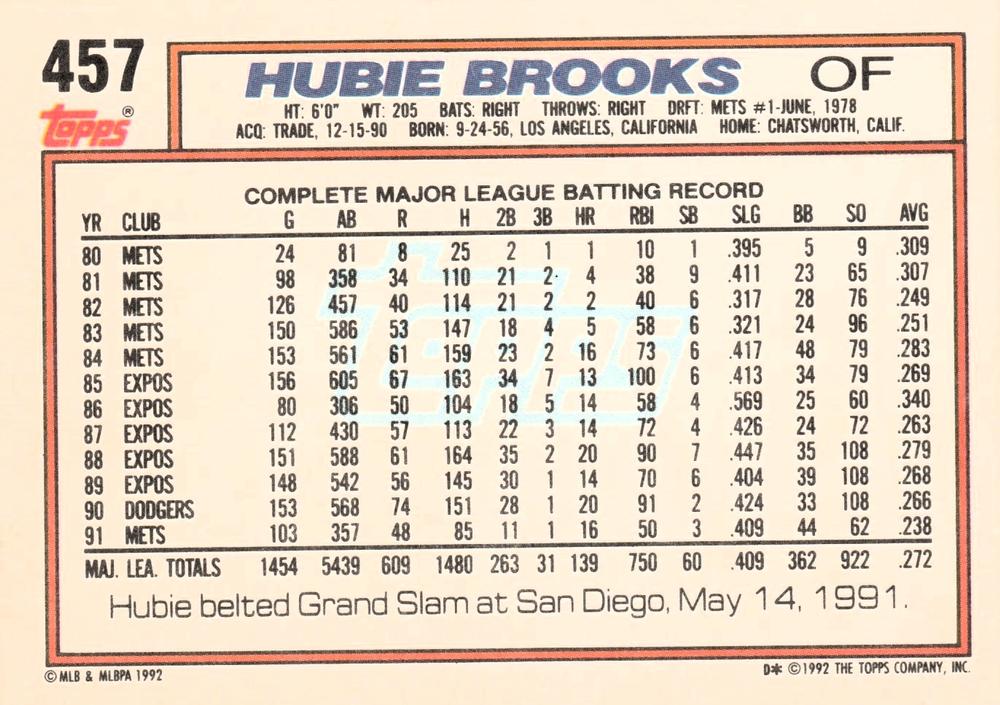 457
topps®
HUBIE BROOKS OF
HT: 6'0" WT: 205 BATS: RIGHT THROWS: RIGHT DRFT: METS #1-JUNE, 1978
ACQ: TRADE, 12-15-90 BORN: 9-24-56, LOS ANGELES, CALIFORNIA HOME: CHATSWORTH, CALIF.
COMPLETE MAJOR LEAGUE BATTING RECORD
YR CLUB G AB R H 2B 3B HR RBI SB SLG BB SO AVG
80 METS 24 81 8 25 2 1 1 10 1 .395 5 9 .309
81 METS 98 358 34 110 21 2 4 38 9 .411 23 65 .307
82 METS 126 457 40 114 21 2 2 40 6 .317 28 76 .249
83 METS 150 586 53 147 18 4 5 58 6 .321 24 96 .251
84 METS 153 561 61 159 23 2 16 73 6 .417 48 79 .283
85 EXPOS 156 605 67 163 34 7 13 100 6 .413 34 79 .269
86 EXPOS 80 306 50 104 18 5 14 58 4 .569 25 60 .340
87 EXPOS 112 430 57 113 22 3 14 72 4 .426 24 72 .263
88 EXPOS 151 588 61 164 35 2 20 90 7 .447 35 108 .279
89 EXPOS 148 542 56 145 30 1 14 70 6 .404 39 108 .268
90 DODGERS 153 568 74 151 28 1 20 91 2 .424 33 108 .266
91 METS 103 357 48 85 11 1 16 50 3 .409 44 62 .238
MAJ. LEA. TOTALS 1454 5439 609 1480 263 31 139 750 60 .409 362 922 .272
topps
Hubie belted Grand Slam at San Diego, May 14, 1991.
© MLB & MLBPA 1992
D* © 1992 THE TOPPS COMPANY, INC.